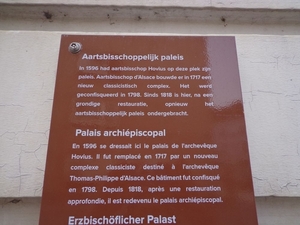 Aartsbisschoppelijk paleis
In 1596 had aartsbisschop Hovius op deze plek zijn
paleis. Aartsbisschop d'Alsace bouwde er in 1717 een
nieuw classicistisch complex. Het werd
geconfisqueerd in 1798. Sinds 1818 is hier, na een
grondige restauratie, opnieuw het
aartsbisschoppelijk paleis ondergebracht.
Palais archiépiscopal
En 1596 se dressait ici le palais de l'archevêque
Hovius. Il fut remplacé en 1717 par un nouveau
complexe classiciste destiné à l'archevêque
Thomas-Philippe d'Alsace. Ce bâtiment fut confisqué
en 1798. Depuis 1818, après une restauration
approfondie, il est redevenu le palais archiépiscopal.
Erzbischöflicher Palast